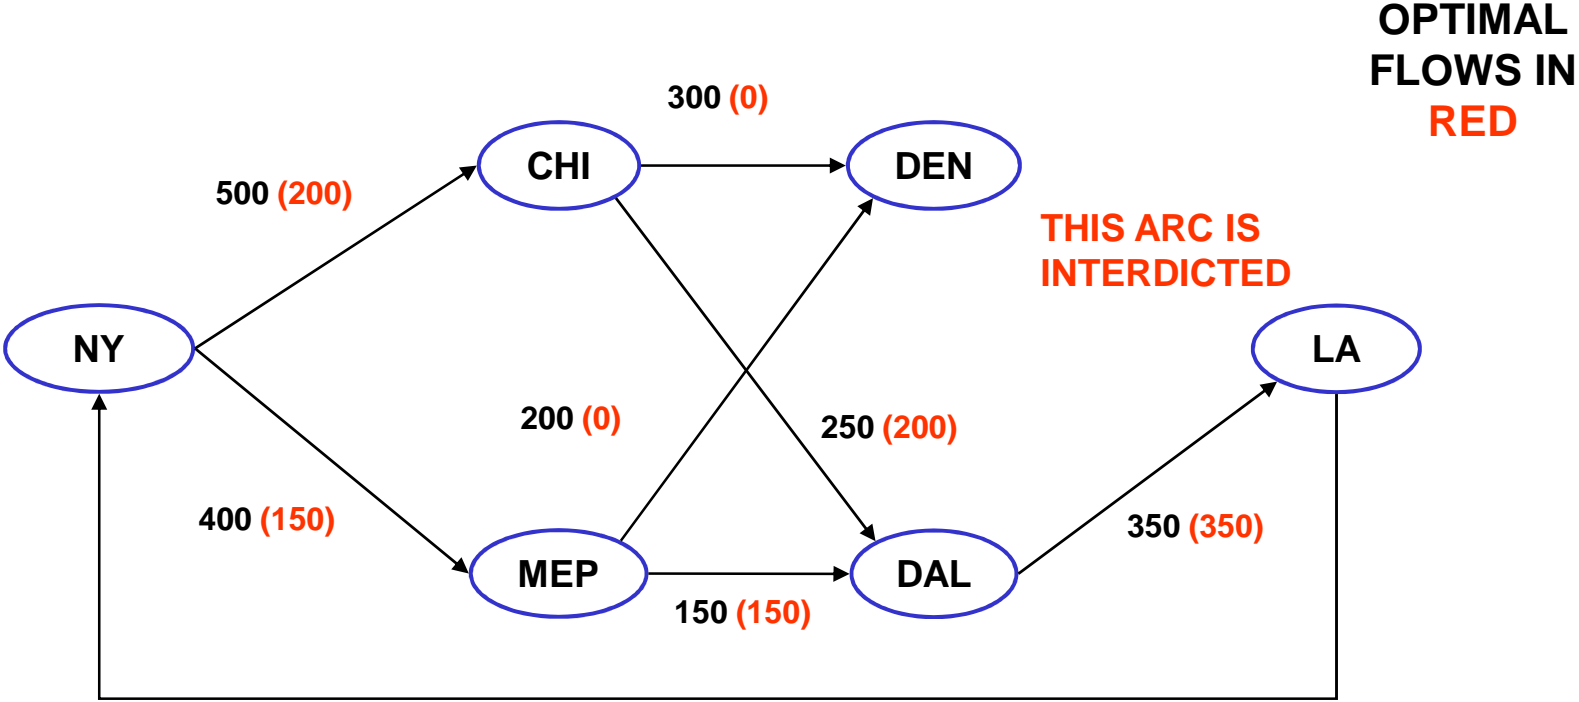 OPTIMAL
FLOWS IN
RED
300 (0)
CHI
DEN
500 (200)
THIS ARC IS
INTERDICTED
NY
LA
200 (0)
250 (200)
400 (150)
350 (350)
MEP
DAL
150 (150)